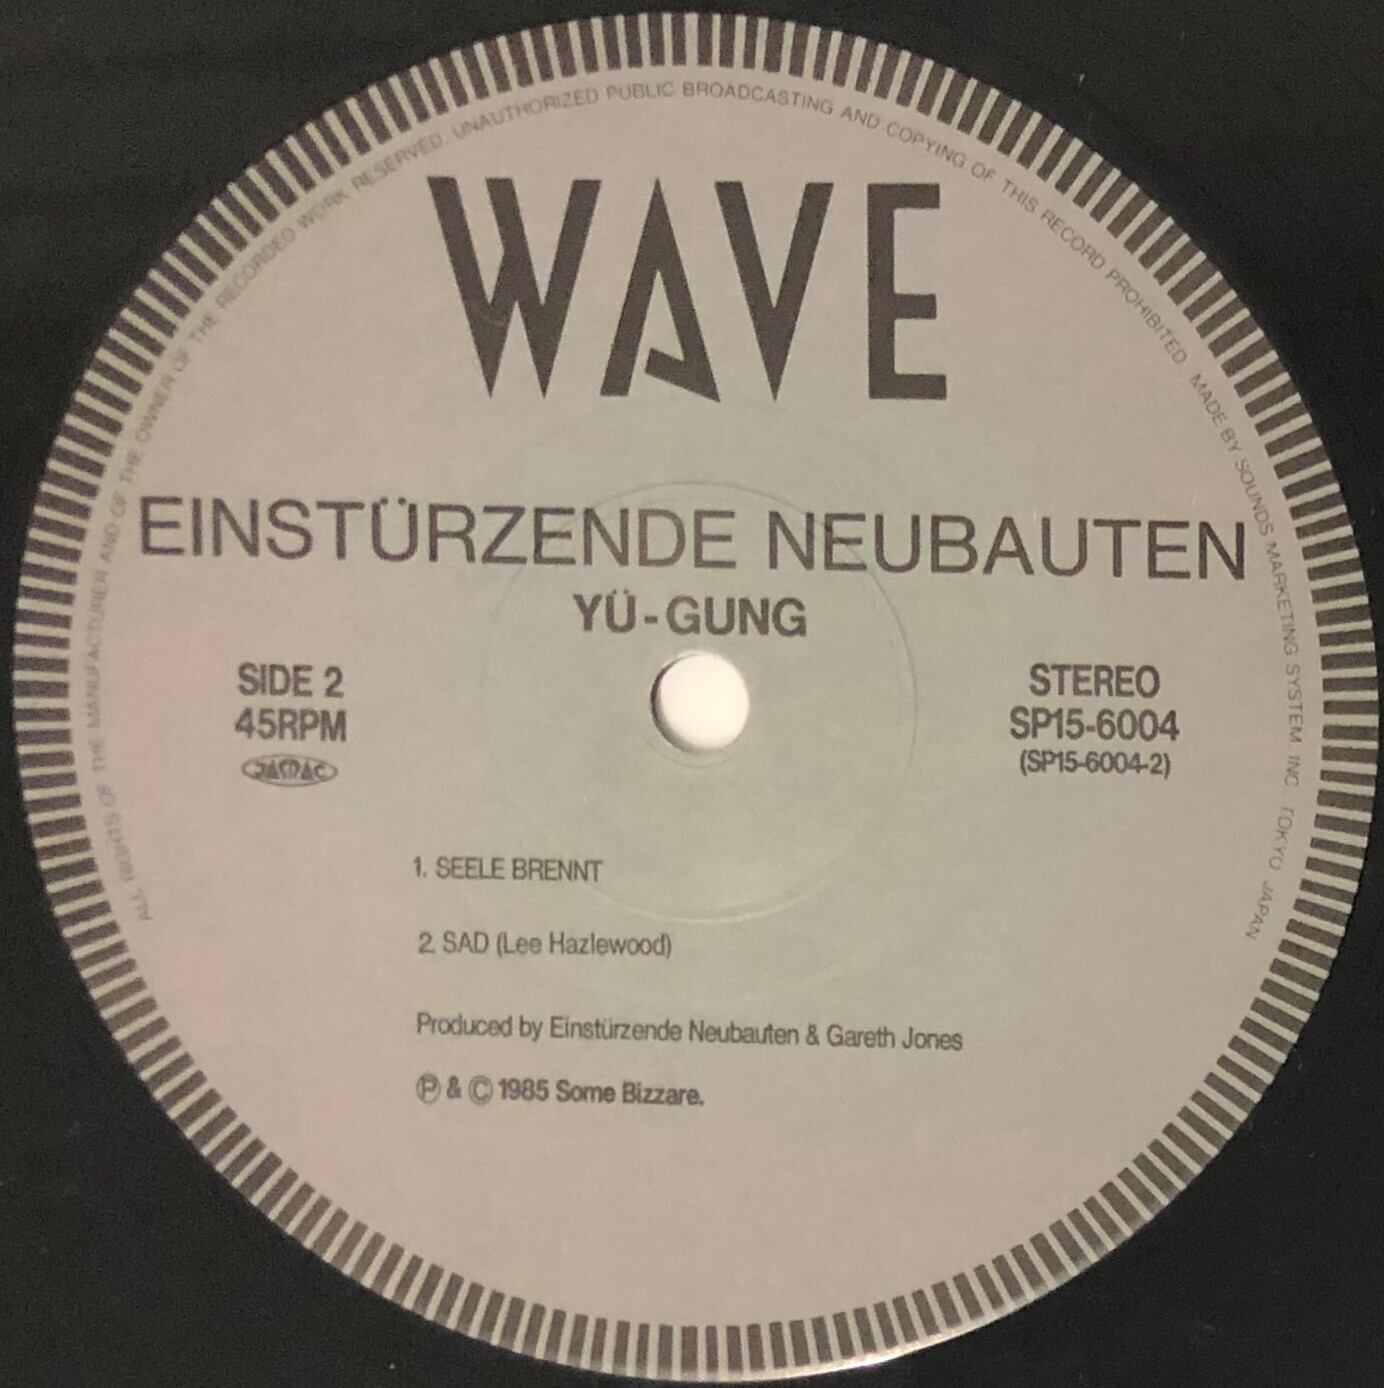 ALL RIGHTS OF THE MANUFACTURER AND OF THE OWNER OF THE RECORDED WORK RESERVED. UNAUTHORIZED PUBLIC BROADCASTING AND COPYING OF THIS RECORD PROHIBITED. MADE BY SOUNDS MARKETING SYSTEM. INC. TOKYO JAPAN
WAVE
EINSTÜRZENDE NEUBAUTEN
YÜ-GUNG
SIDE 2
45RPM
JASRAC
STEREO
SP15-6004
(SP15-6004-2)
1. SEELE BRENNT
2. SAD (Lee Hazlewood)
Produced by Einstürzende Neubauten & Gareth Jones
Ⓟ & Ⓒ 1985 Some Bizzare.